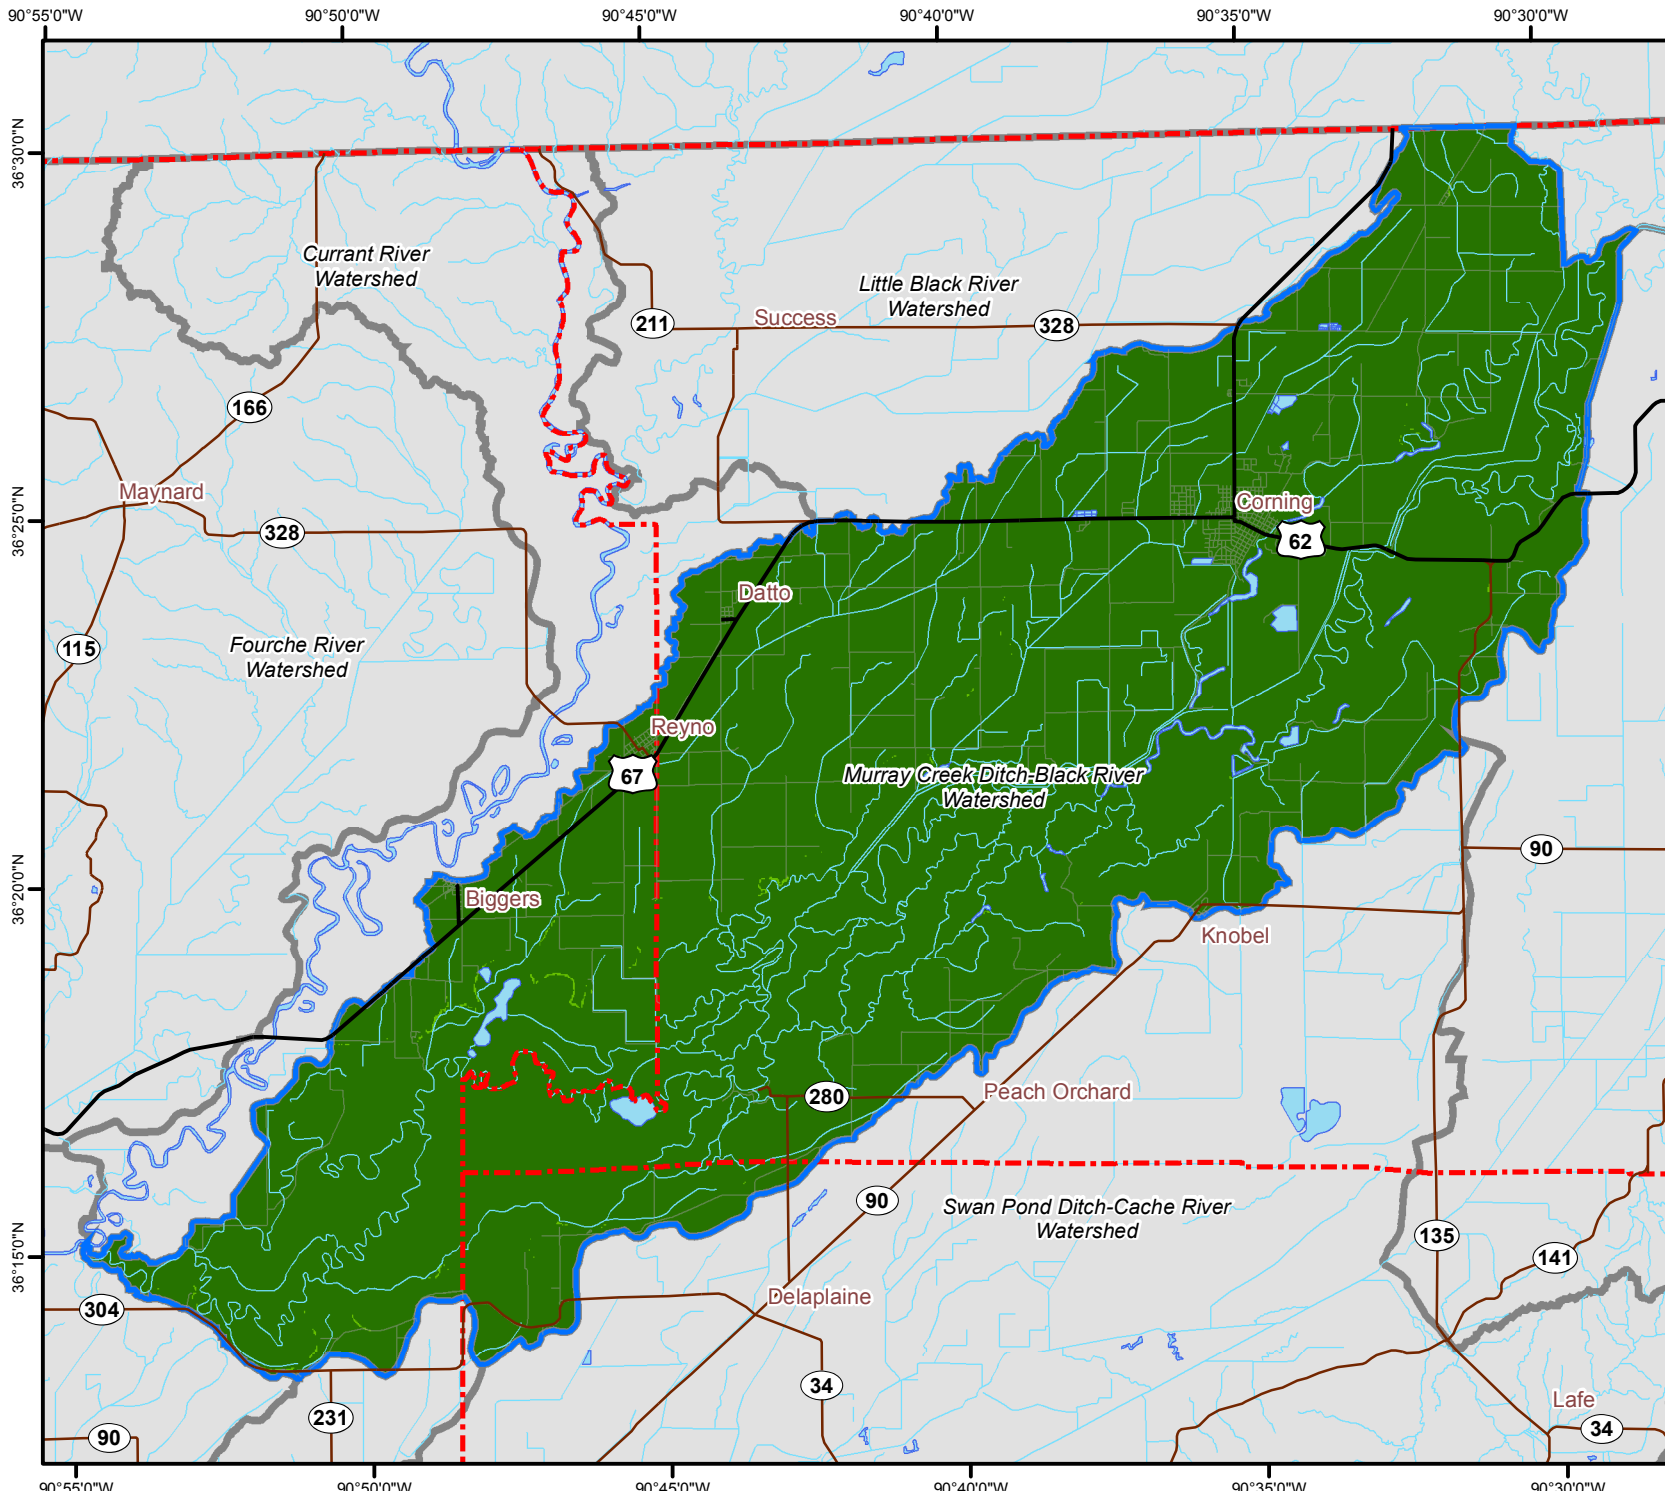 90°55'0"W
90°50'0"W
90°45'0"W
90°40'0"W
90°35'0"W
90°30'0"W
36°30'0"N
Currant River
Watershed
Little Black River
Watershed
211
Success
328
166
Maynard
328
Corning
36°25'0"N
62
Datto
115
Fourche River
Watershed
Reyno
67
Murray Creek Ditch-Black River
Watershed
90
36°20'0"N
Biggers
Knobel
280
Peach Orchard
90
Swan Pond Ditch-Cache River
Watershed
135
141
36°15'0"N
Delaplaine
304
34
Lafe
231
90
34
90°55'0"W
90°50'0"W
90°45'0"W
90°40'0"W
90°35'0"W
90°30'0"W